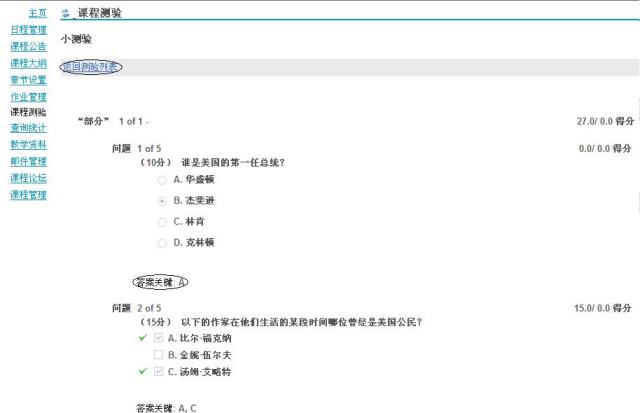 主页
日程管理
课程公告
课程大纲
章节设置
作业管理
课程测验
查询统计
教学资料
邮件管理
课程论坛
课程管理
课程测验
小测验
返回测验列表
“部分” 1 of 1 - 27.0/ 0.0 得分
问题 1 of 5 0.0/ 0.0 得分
（10分） 谁是美国的第一任总统？
A. 华盛顿
B. 杰斐逊
C. 林肯
D. 克林顿
答案关键: A
问题 2 of 5 15.0/ 0.0 得分
（15分） 以下的作家在他们生活的某段时间哪位曾经是美国公民？
A. 比尔·福克纳
B. 金妮·伍尔夫
C. 汤姆·艾略特
答案关键: A, C